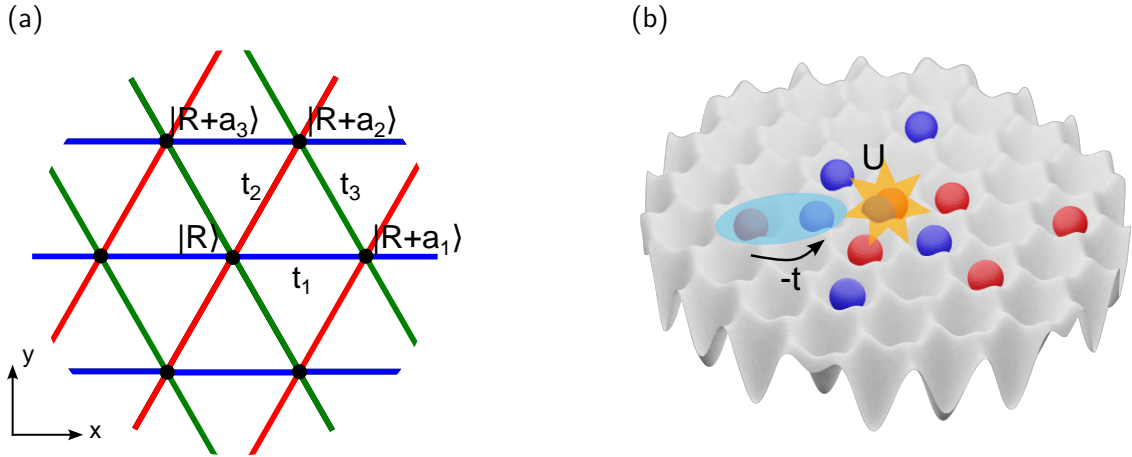 (a)
(b)
|R+a₃⟩ |R+a₂⟩
U
t₂ t₃
|R⟩ |R+a₁⟩
t₁
-t
y
x